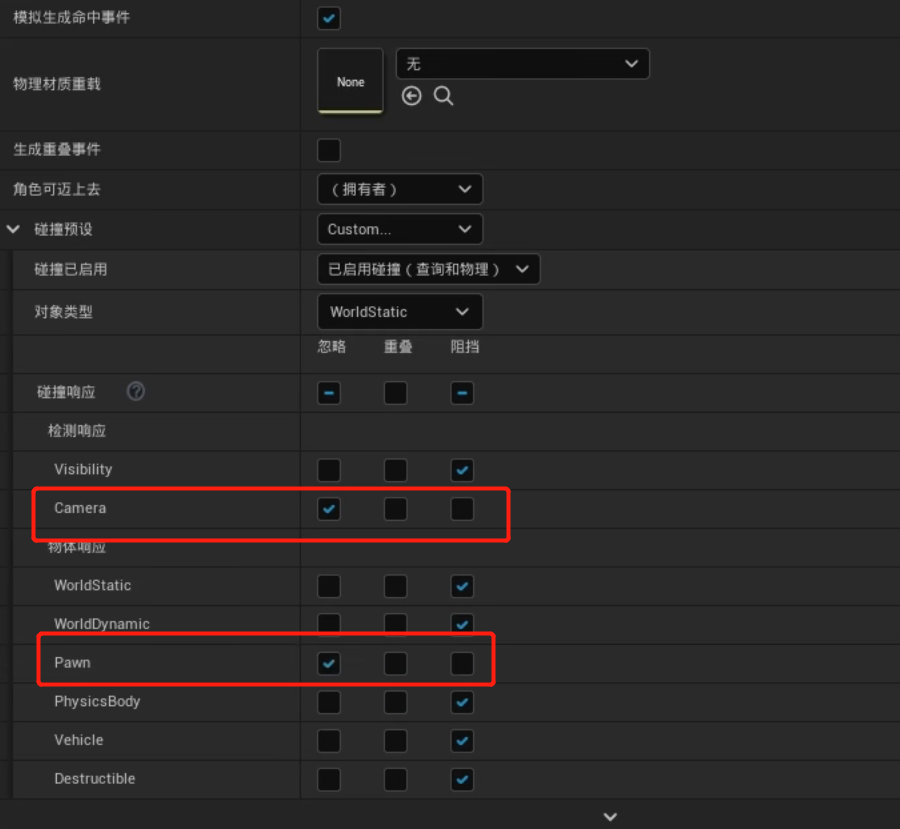 模拟生成命中事件
物理材质重载
None
无
生成重叠事件
角色可迈上去
（拥有者）
碰撞预设
Custom...
碰撞已启用
已启用碰撞（查询和物理）
对象类型
WorldStatic
忽略 重叠 阻挡
碰撞响应 ?
检测响应
Visibility
Camera
物体响应
WorldStatic
WorldDynamic
Pawn
PhysicsBody
Vehicle
Destructible